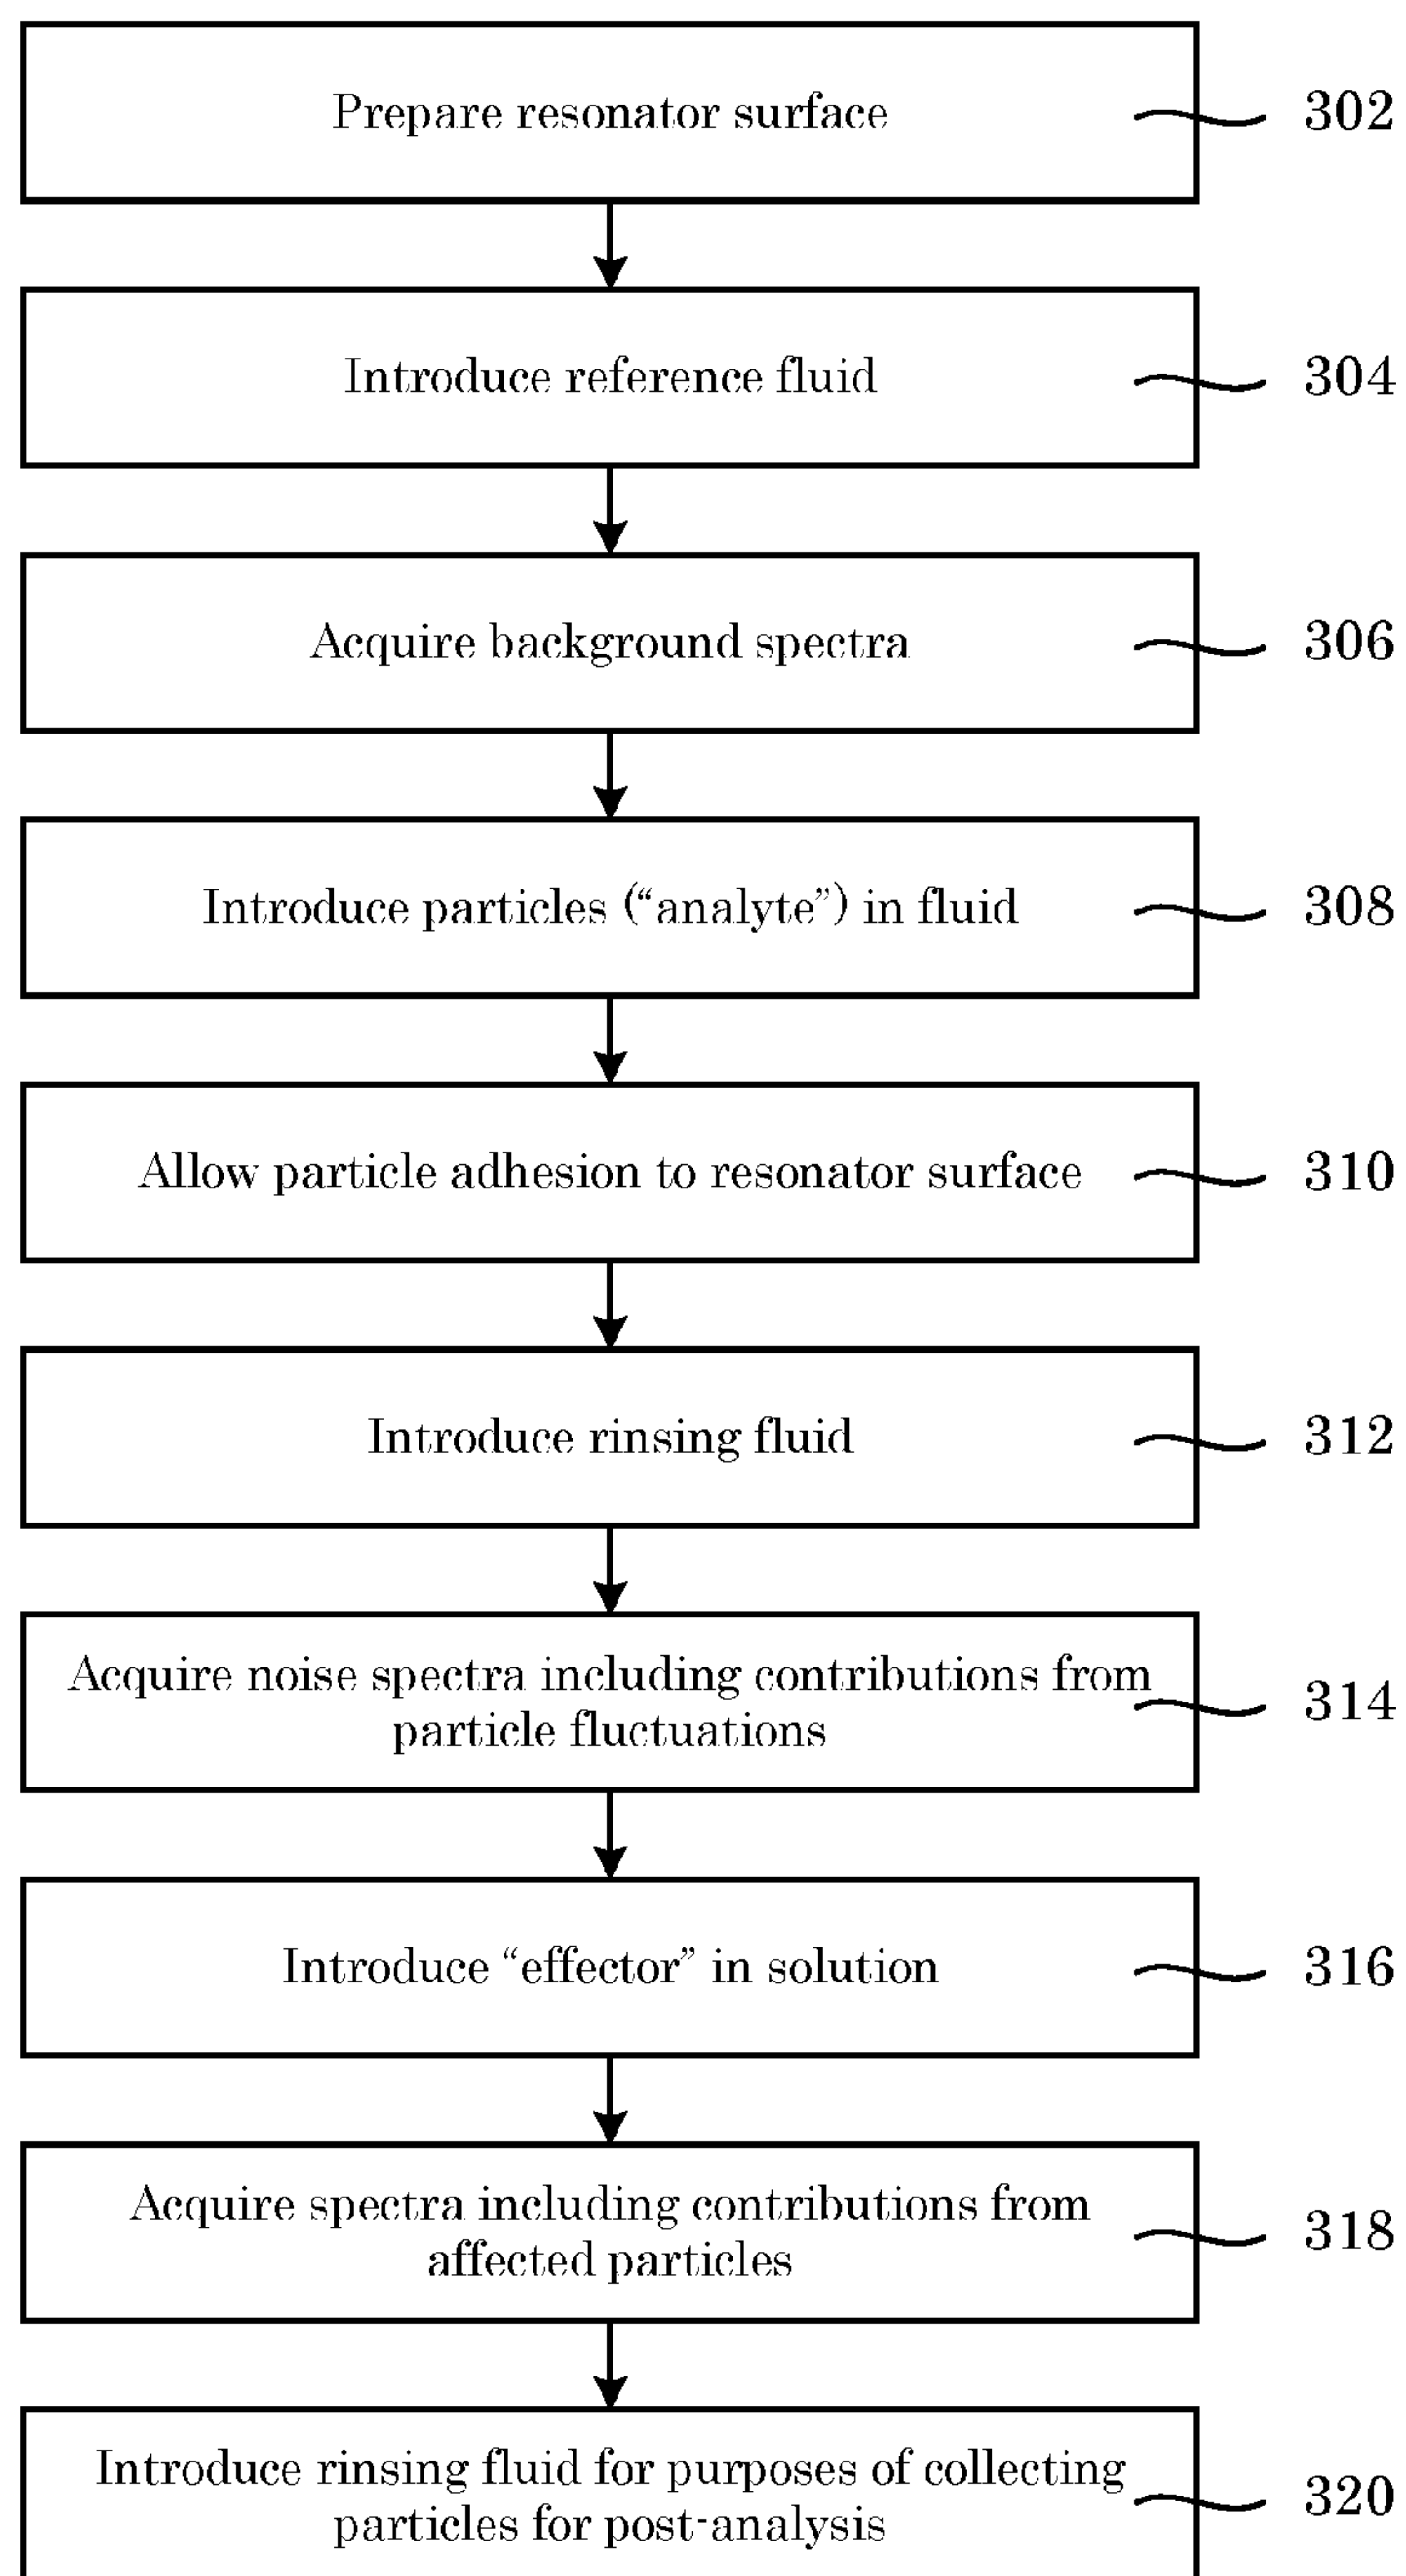 Prepare resonator surface
302
Introduce reference fluid
304
Acquire background spectra
306
Introduce particles (“analyte”) in fluid
308
Allow particle adhesion to resonator surface
310
Introduce rinsing fluid
312
Acquire noise spectra including contributions from
particle fluctuations
314
Introduce “effector” in solution
316
Acquire spectra including contributions from
affected particles
318
Introduce rinsing fluid for purposes of collecting
particles for post-analysis
320